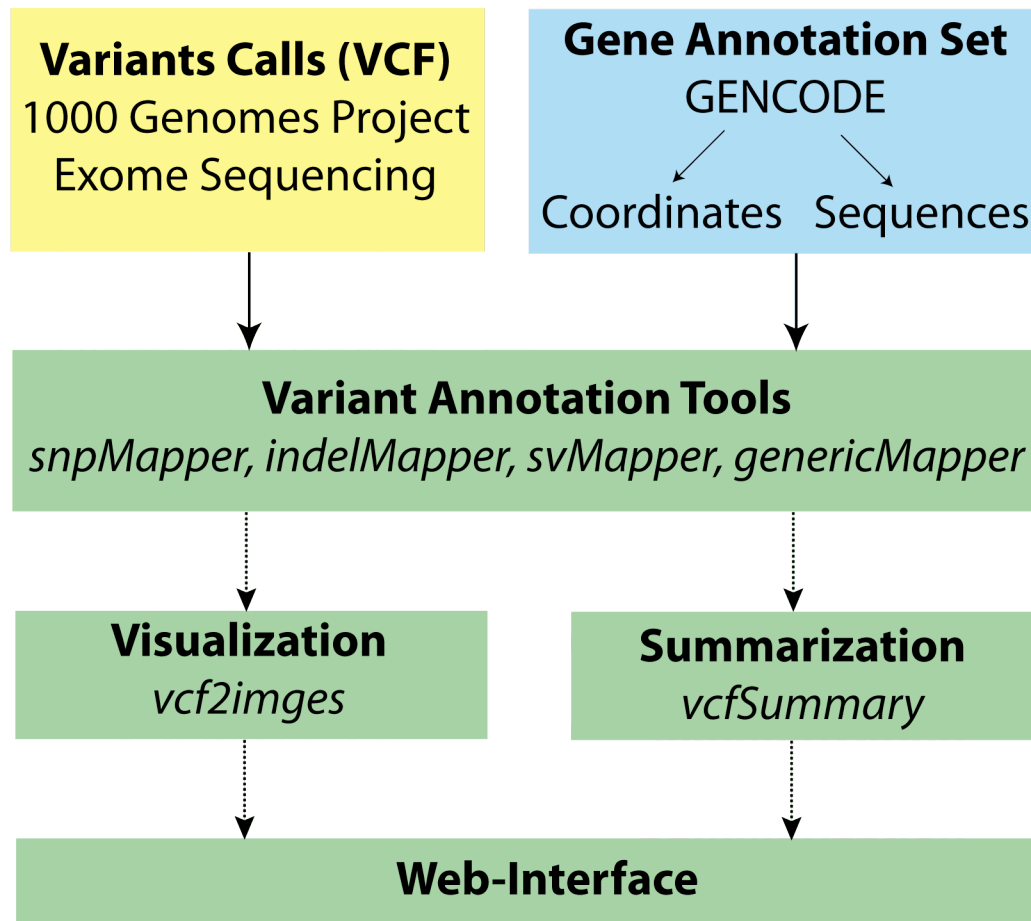 Variants Calls (VCF)
1000 Genomes Project
Exome Sequencing
Gene Annotation Set
GENCODE
Coordinates Sequences
Variant Annotation Tools
snpMapper, indelMapper, svMapper, genericMapper
Visualization
vcf2imges
Summarization
vcfSummary
Web-Interface